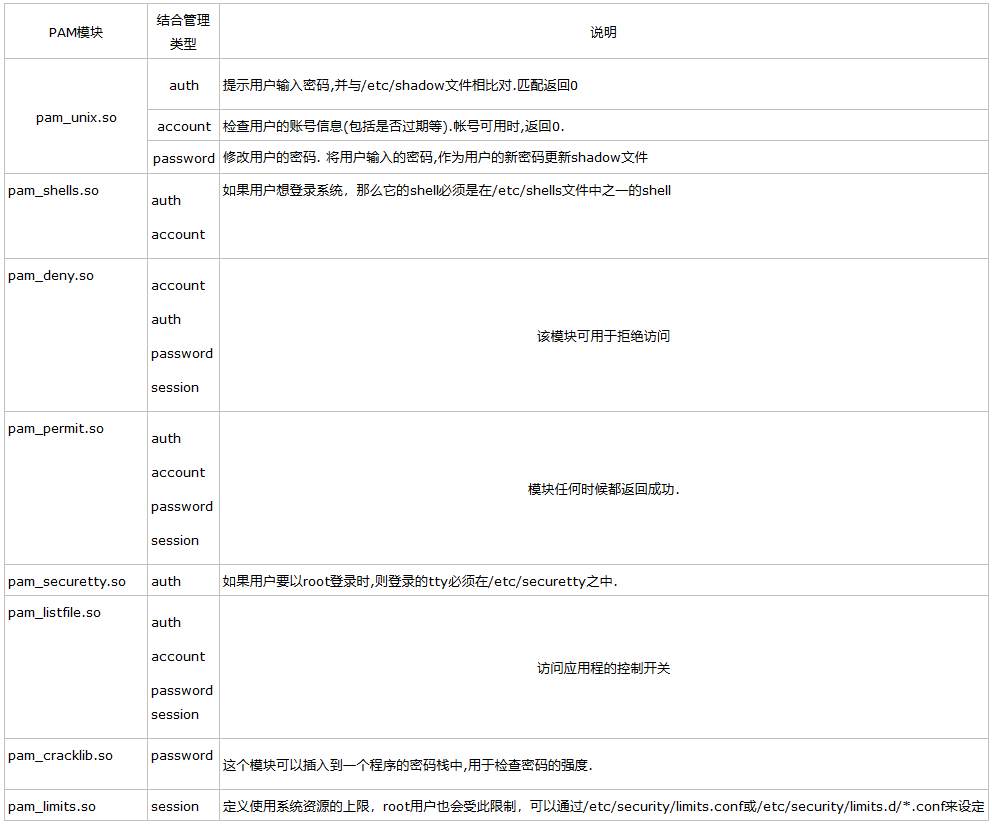 PAM模块
结合管理
类型
说明
pam_unix.so
auth
提示用户输入密码,并与/etc/shadow文件相比对.匹配返回0
account
检查用户的账号信息(包括是否过期等).帐号可用时,返回0.
password
修改用户的密码. 将用户输入的密码,作为用户的新密码更新shadow文件
pam_shells.so
auth
account
如果用户想登录系统，那么它的shell必须是在/etc/shells文件中之一的shell
pam_deny.so
account
auth
password
session
该模块可用于拒绝访问
pam_permit.so
auth
account
password
session
模块任何时候都返回成功.
pam_securetty.so
auth
如果用户要以root登录时,则登录的tty必须在/etc/securetty之中.
pam_listfile.so
auth
account
password
session
访问应用程的控制开关
pam_cracklib.so
password
这个模块可以插入到一个程序的密码栈中,用于检查密码的强度.
pam_limits.so
session
定义使用系统资源的上限，root用户也会受此限制，可以通过/etc/security/limits.conf或/etc/security/limits.d/*.conf来设定